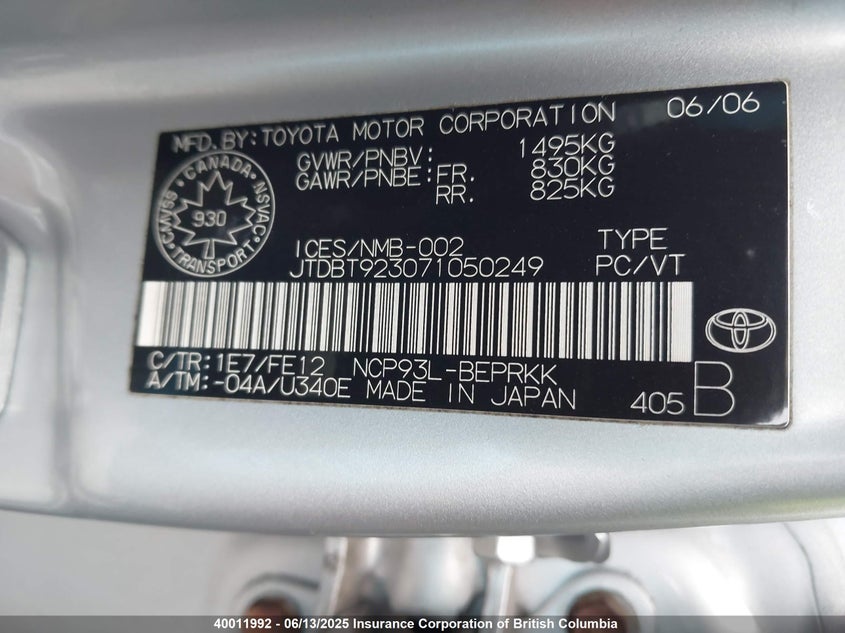 MFD.BY:TOYOTA MOTOR CORPORATION 06/06
GVWR/PNBV: 1495KG
GAWR/PNBE: FR. 830KG
RR. 825KG
CANADA
CMVSS NSVAC
930
TRANSPORT
ICES/NMB-002 TYPE
JTDBT923071050249 PC/VT
C/TR:1E7/FE12 NCP93L-BEPRKK
A/TM:-04A/U340E MADE IN JAPAN 405 B
40011992 - 06/13/2025 Insurance Corporation of British Columbia